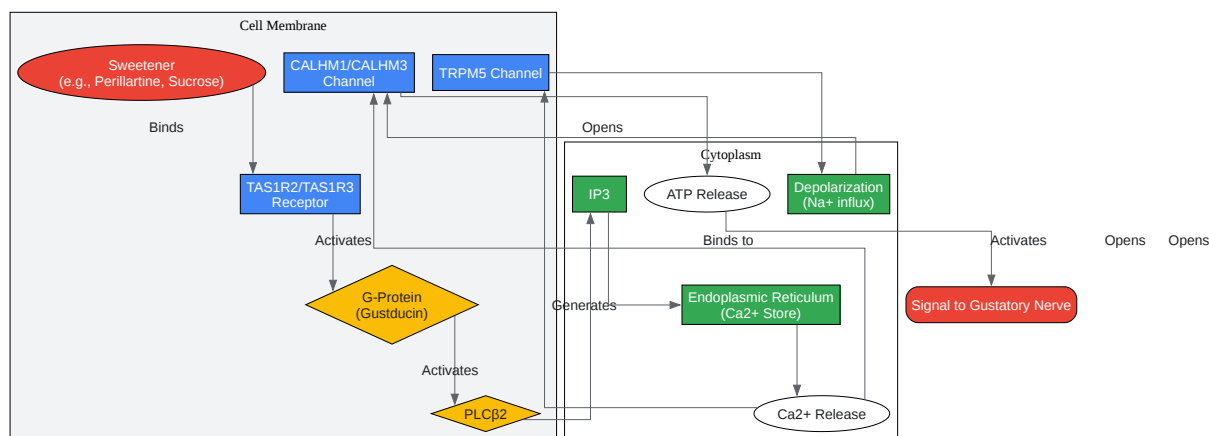 Cell Membrane
Sweetener
(e.g., Perillartine, Sucrose)
CALHM1/CALHM3
Channel
TRPM5 Channel
Binds
Opens
Cytoplasm
TAS1R2/TAS1R3
Receptor
IP3
ATP Release
Depolarization
(Na+ influx)
Activates
Binds to
Activates
Opens
Opens
G-Protein
(Gustducin)
Generates
Endoplasmic Reticulum
(Ca2+ Store)
Signal to Gustatory Nerve
Activates
PLCβ2
Ca2+ Release